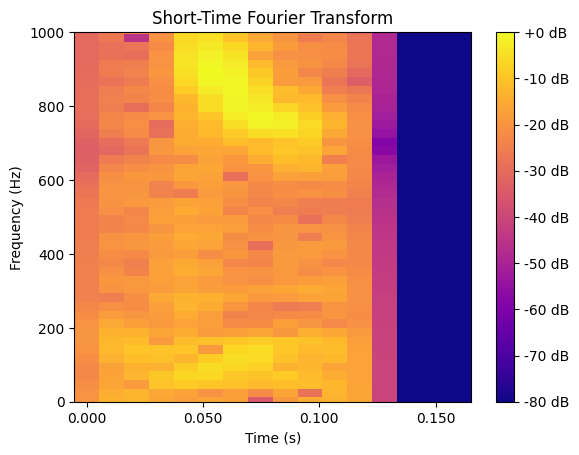 Short-Time Fourier Transform
1000
800
600
400
200
0
Frequency (Hz)
0.000
0.050
0.100
0.150
Time (s)
+0 dB
-10 dB
-20 dB
-30 dB
-40 dB
-50 dB
-60 dB
-70 dB
-80 dB